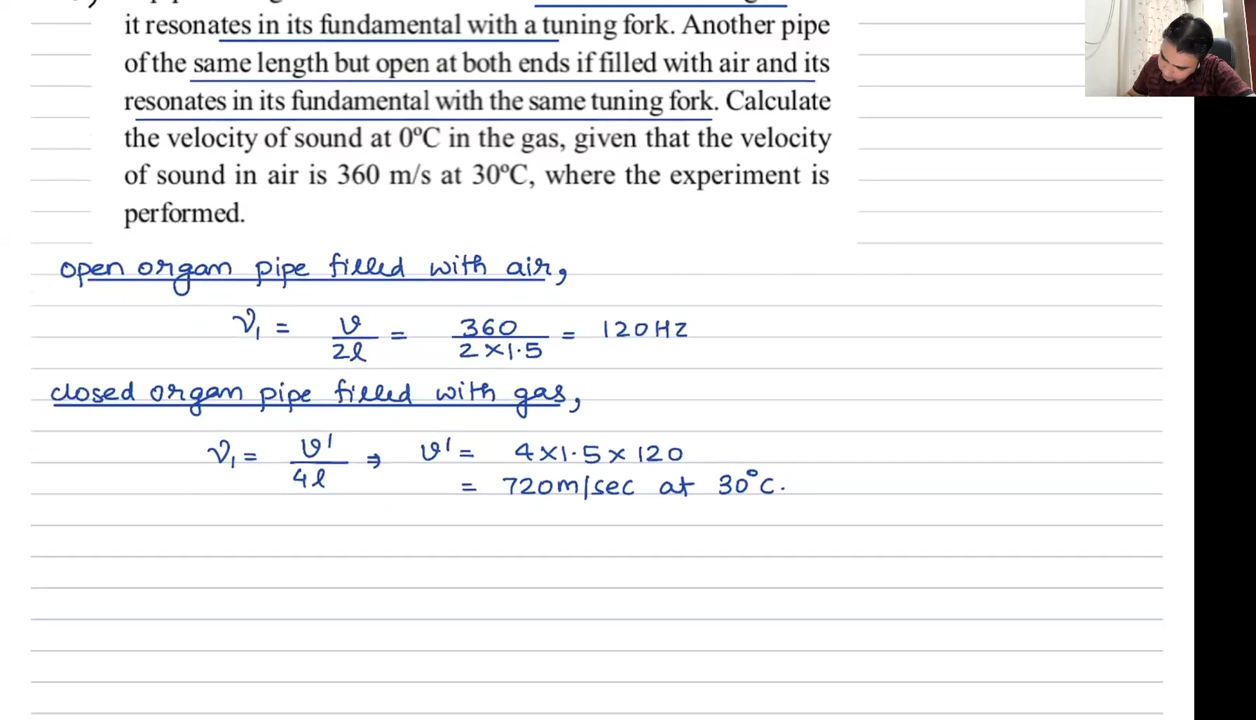 it resonates in its fundamental with a tuning fork. Another pipe
of the same length but open at both ends if filled with air and its
resonates in its fundamental with the same tuning fork. Calculate
the velocity of sound at 0ºC in the gas, given that the velocity
of sound in air is 360 m/s at 30ºC, where the experiment is
performed.
open organ pipe filled with air,
ν₁ = v/2ℓ = 360/(2×1.5) = 120Hz
closed organ pipe filled with gas,
ν₁ = v'/4ℓ ⇒ v' = 4×1.5×120
= 720m/sec at 30°C.